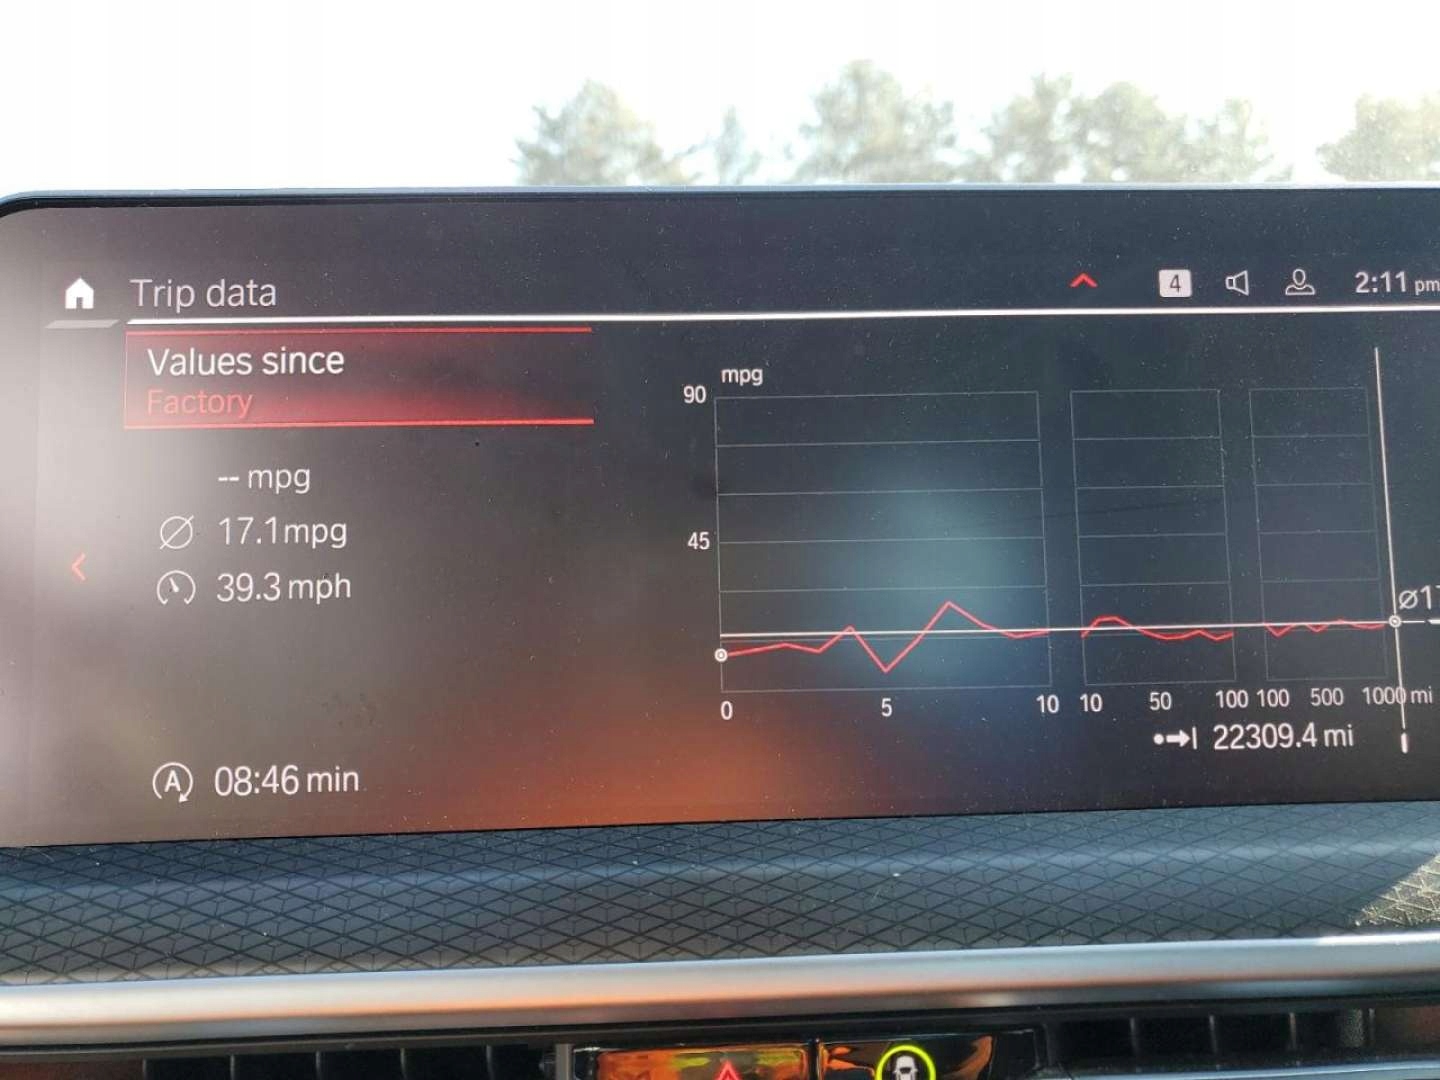 Trip data
4
2:11 pm
Values since
Factory
-- mpg
17.1mpg
39.3 mph
A 08:46 min
mpg
90
45
Ø17
0 5 10 10 50 100 100 500 1000 mi
22309.4 mi